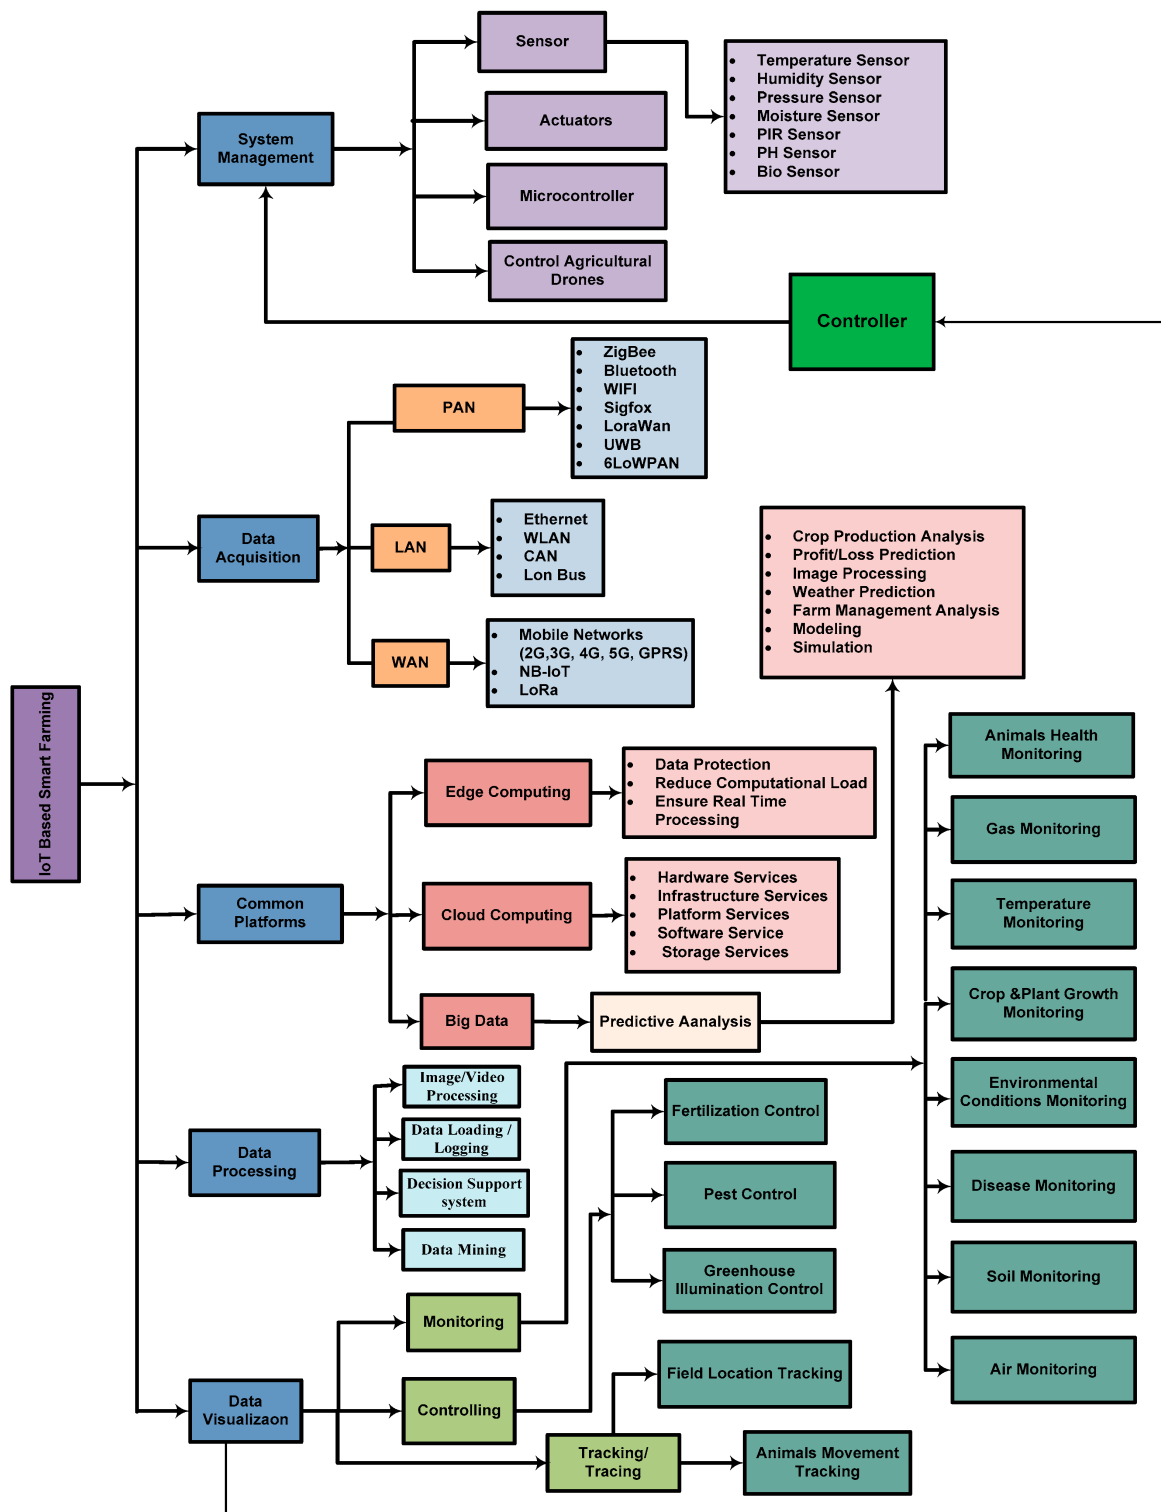 IoT Based Smart Farming
System
Management
Sensor
• Temperature Sensor
• Humidity Sensor
• Pressure Sensor
• Moisture Sensor
• PIR Sensor
• PH Sensor
• Bio Sensor
Actuators
Microcontroller
Control Agricultural
Drones
Controller
Data
Acquisition
PAN
• ZigBee
• Bluetooth
• WIFI
• Sigfox
• LoraWan
• UWB
• 6LoWPAN
LAN
• Ethernet
• WLAN
• CAN
• Lon Bus
WAN
• Mobile Networks
(2G,3G, 4G, 5G, GPRS)
• NB-IoT
• LoRa
Common
Platforms
Edge Computing
• Data Protection
• Reduce Computational Load
• Ensure Real Time
Processing
Cloud Computing
• Hardware Services
• Infrastructure Services
• Platform Services
• Software Service
• Storage Services
Big Data
Predictive Aanalysis
• Crop Production Analysis
• Profit/Loss Prediction
• Image Processing
• Weather Prediction
• Farm Management Analysis
• Modeling
• Simulation
Data
Processing
Image/Video
Processing
Data Loading /
Logging
Decision Support
system
Data Mining
Data
Visualizaon
Monitoring
Animals Health
Monitoring
Gas Monitoring
Temperature
Monitoring
Crop &Plant Growth
Monitoring
Environmental
Conditions Monitoring
Disease Monitoring
Soil Monitoring
Air Monitoring
Controlling
Fertilization Control
Pest Control
Greenhouse
Illumination Control
Tracking/
Tracing
Field Location Tracking
Animals Movement
Tracking